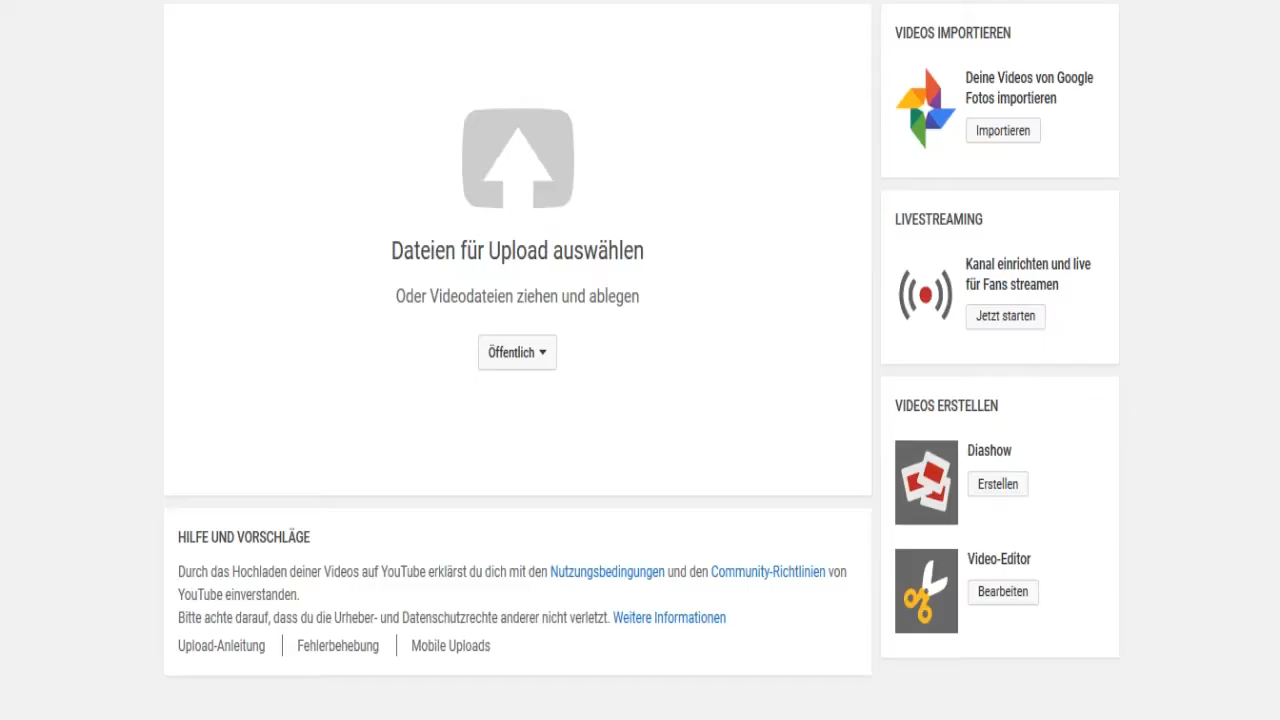 Dateien für Upload auswählen
Oder Videodateien ziehen und ablegen
Öffentlich
HILFE UND VORSCHLÄGE
Durch das Hochladen deiner Videos auf YouTube erklärst du dich mit den Nutzungsbedingungen und den Community-Richtlinien von
YouTube einverstanden.
Bitte achte darauf, dass du die Urheber- und Datenschutzrechte anderer nicht verletzt. Weitere Informationen
Upload-Anleitung Fehlerbehebung Mobile Uploads
VIDEOS IMPORTIEREN
Deine Videos von Google
Fotos importieren
Importieren
LIVESTREAMING
Kanal einrichten und live
für Fans streamen
Jetzt starten
VIDEOS ERSTELLEN
Diashow
Erstellen
Video-Editor
Bearbeiten